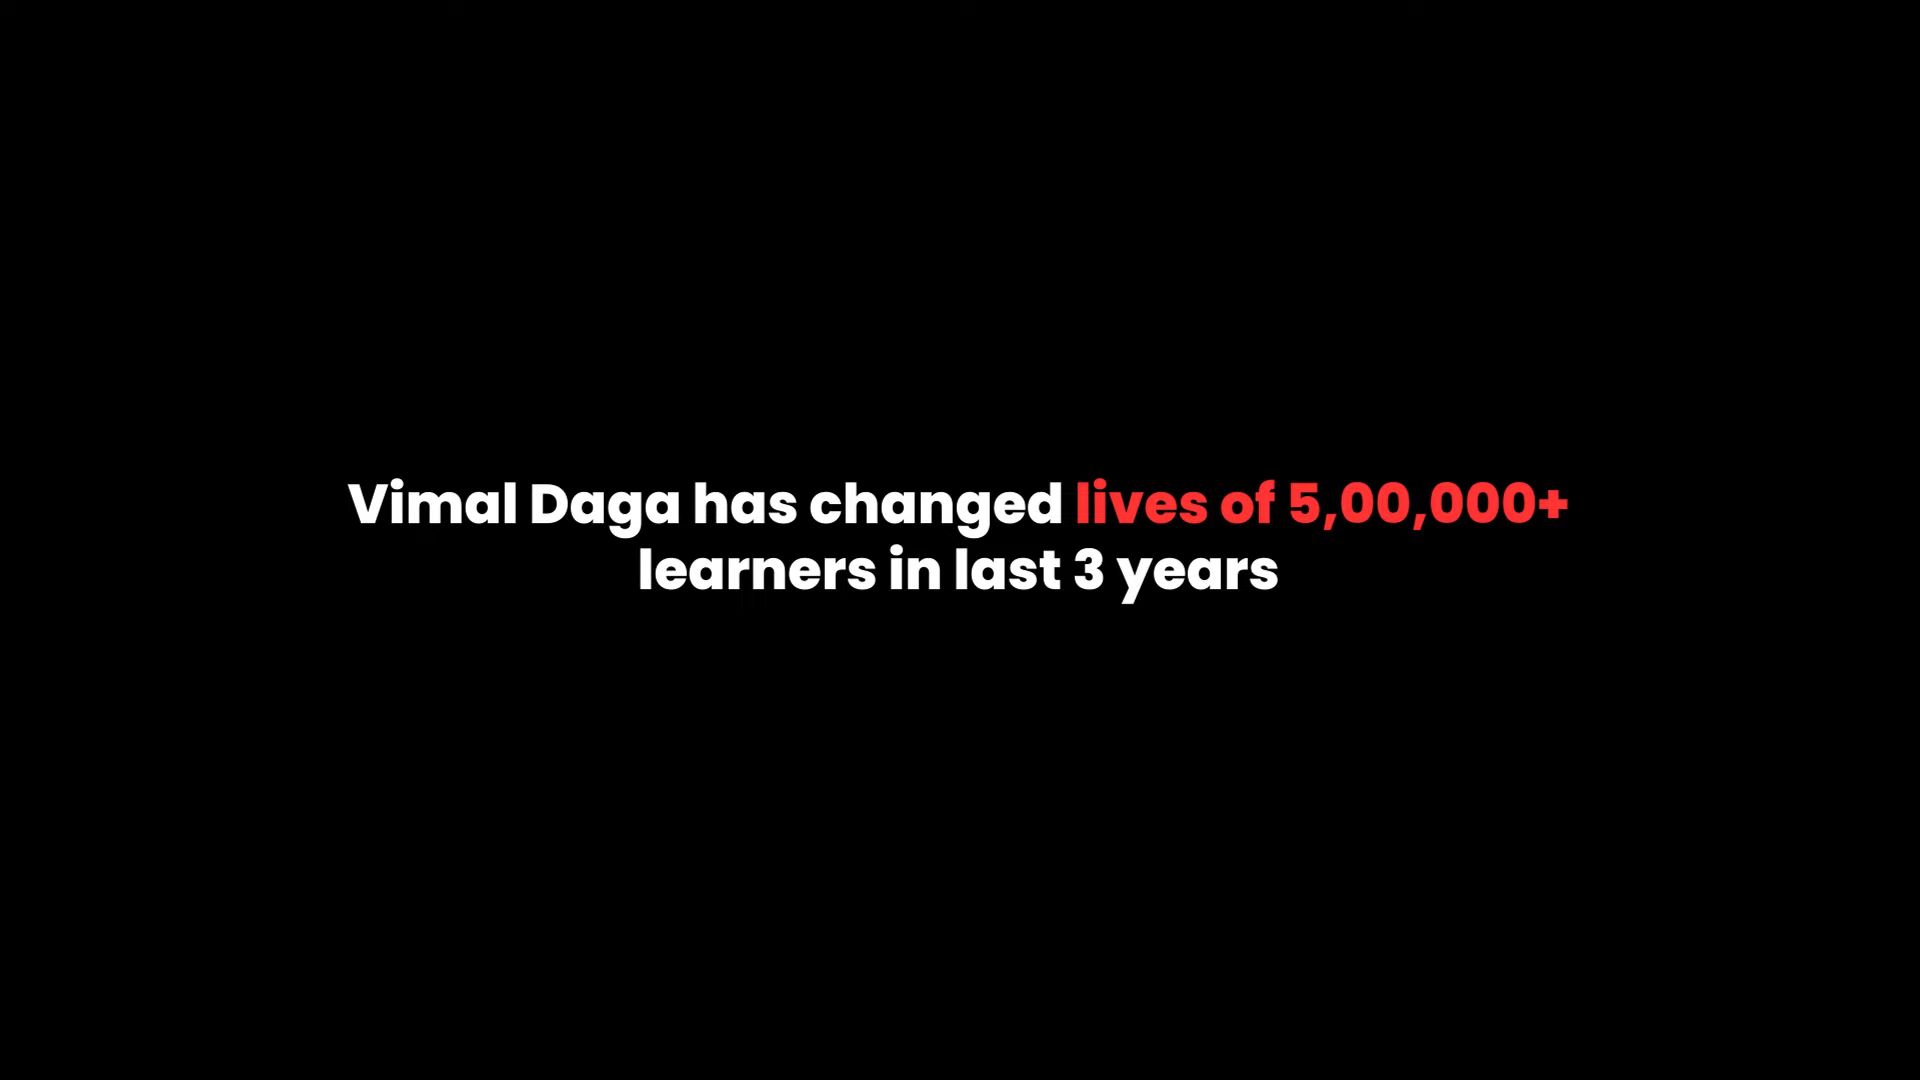 Vimal Daga has changed lives of 5,00,000+
learners in last 3 years